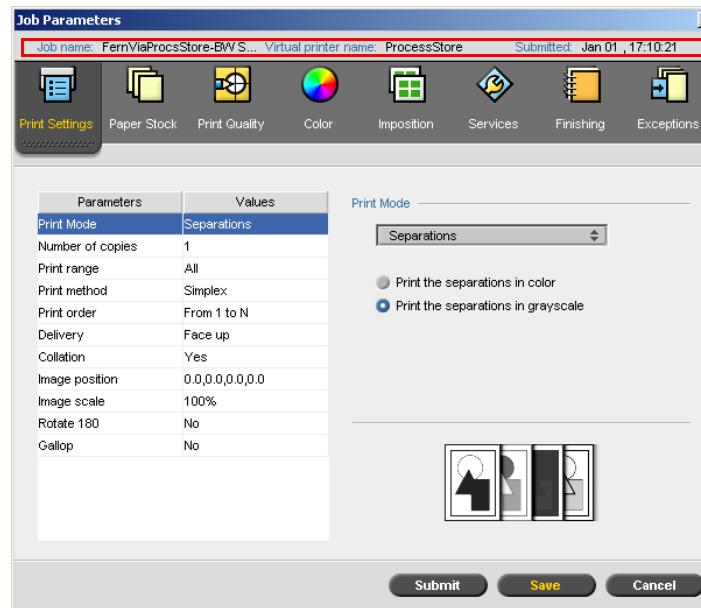 Job Parameters
Job name: FernViaProcsStore-BW S... Virtual printer name: ProcessStore Submitted: Jan 01 , 17:10:21
Print Settings Paper Stock Print Quality Color Imposition Services Finishing Exceptions
Parameters Values
Print Mode Separations
Number of copies 1
Print range All
Print method Simplex
Print order From 1 to N
Delivery Face up
Collation Yes
Image position 0.0,0.0,0.0,0.0
Image scale 100%
Rotate 180 No
Gallop No
Print Mode
Separations
Print the separations in color
Print the separations in grayscale
Submit Save Cancel